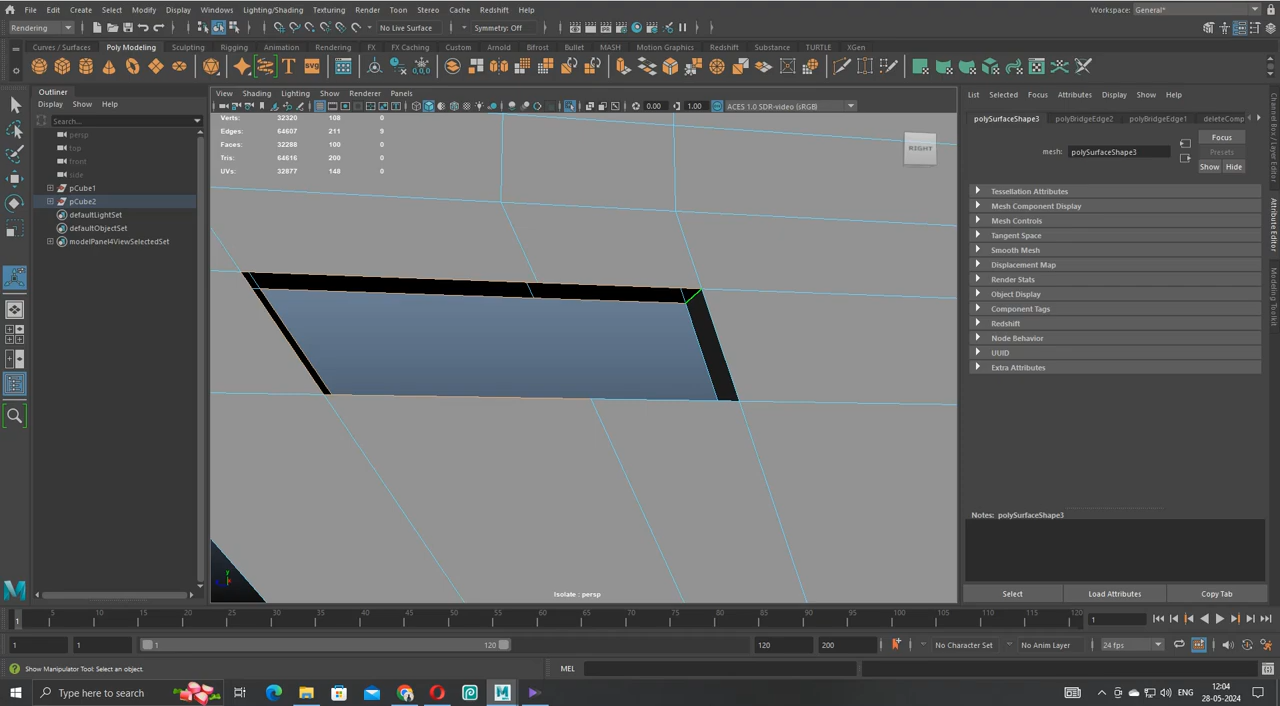 File Edit Create Select Modify Display Windows Lighting/Shading Texturing Render Toon Stereo Cache Redshift Help
Workspace: General*
Rendering
No Live Surface
Symmetry: Off
Curves / Surfaces Poly Modeling Sculpting Rigging Animation Rendering FX FX Caching Custom Arnold Bifrost Bullet MASH Motion Graphics Redshift Substance TURTLE XGen
Outliner
Display Show Help
Search...
persp
top
front
side
pCube1
pCube2
defaultLightSet
defaultObjectSet
modelPanel4ViewSelectedSet
View Shading Lighting Show Renderer Panels
0.00 1.00 ACES 1.0 SDR-video (sRGB)
Verts: 32320 108 0
Edges: 64607 211 9
Faces: 32288 100 0
Tris: 64616 200 0
UVs: 32877 148 0
RIGHT
y
Isolate : persp
List Selected Focus Attributes Display Show Help
polySurfaceShape3 polyBridgeEdge2 polyBridgeEdge1 deleteComp
mesh: polySurfaceShape3
Focus
Presets
Show Hide
Tessellation Attributes
Mesh Component Display
Mesh Controls
Tangent Space
Smooth Mesh
Displacement Map
Render Stats
Object Display
Component Tags
Redshift
Node Behavior
UUID
Extra Attributes
Notes: polySurfaceShape3
Select Load Attributes Copy Tab
Channel Box / Layer Editor
Attribute Editor
Modeling Toolkit
5 10 15 20 25 30 35 40 45 50 55 60 65 70 75 80 85 90 95 100 105 110 115 120
1
1
1 1 1 120 120 200 No Character Set No Anim Layer 24 fps
Show Manipulator Tool: Select an object.
MEL
Type here to search
ENG
12:04
28-05-2024